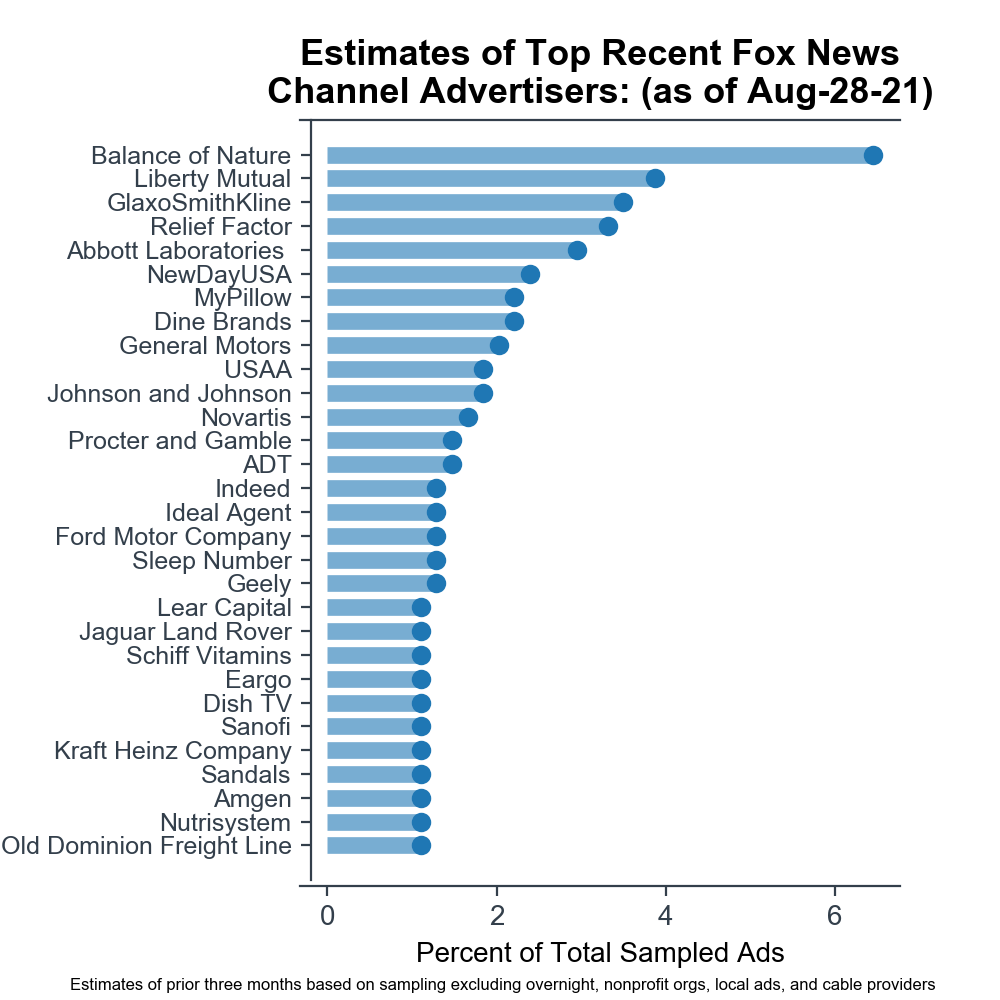 Estimates of Top Recent Fox News
Channel Advertisers: (as of Aug-28-21)
Balance of Nature
Liberty Mutual
GlaxoSmithKline
Relief Factor
Abbott Laboratories
NewDayUSA
MyPillow
Dine Brands
General Motors
USAA
Johnson and Johnson
Novartis
Procter and Gamble
ADT
Indeed
Ideal Agent
Ford Motor Company
Sleep Number
Geely
Lear Capital
Jaguar Land Rover
Schiff Vitamins
Eargo
Dish TV
Sanofi
Kraft Heinz Company
Sandals
Amgen
Nutrisystem
Old Dominion Freight Line
0 2 4 6
Percent of Total Sampled Ads
Estimates of prior three months based on sampling excluding overnight, nonprofit orgs, local ads, and cable providers